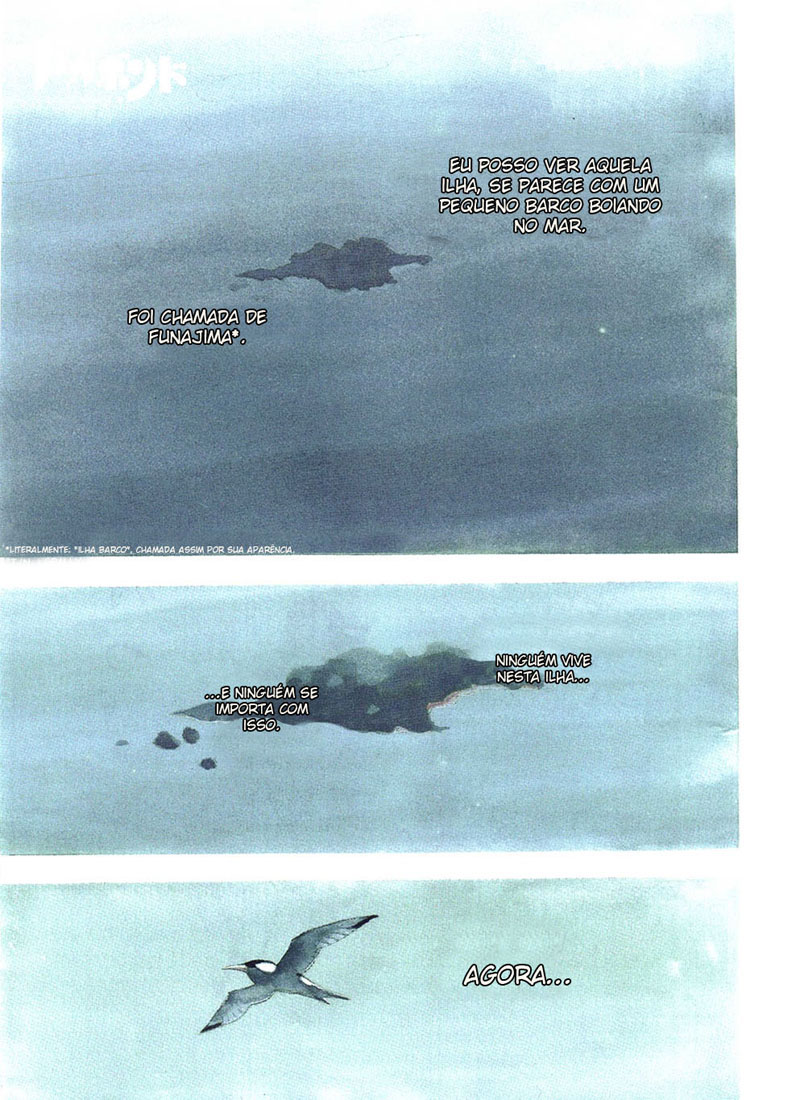 EU POSSO VER AQUELA
ILHA, SE PARECE COM UM
PEQUENO BARCO BOIANDO
NO MAR.
FOI CHAMADA DE
FUNAJIMA*.
*LITERALMENTE: "ILHA BARCO", CHAMADA ASSIM POR SUA APARÊNCIA.
NINGUÉM VIVE
NESTA ILHA...
...E NINGUÉM SE
IMPORTA COM
ISSO.
AGORA...